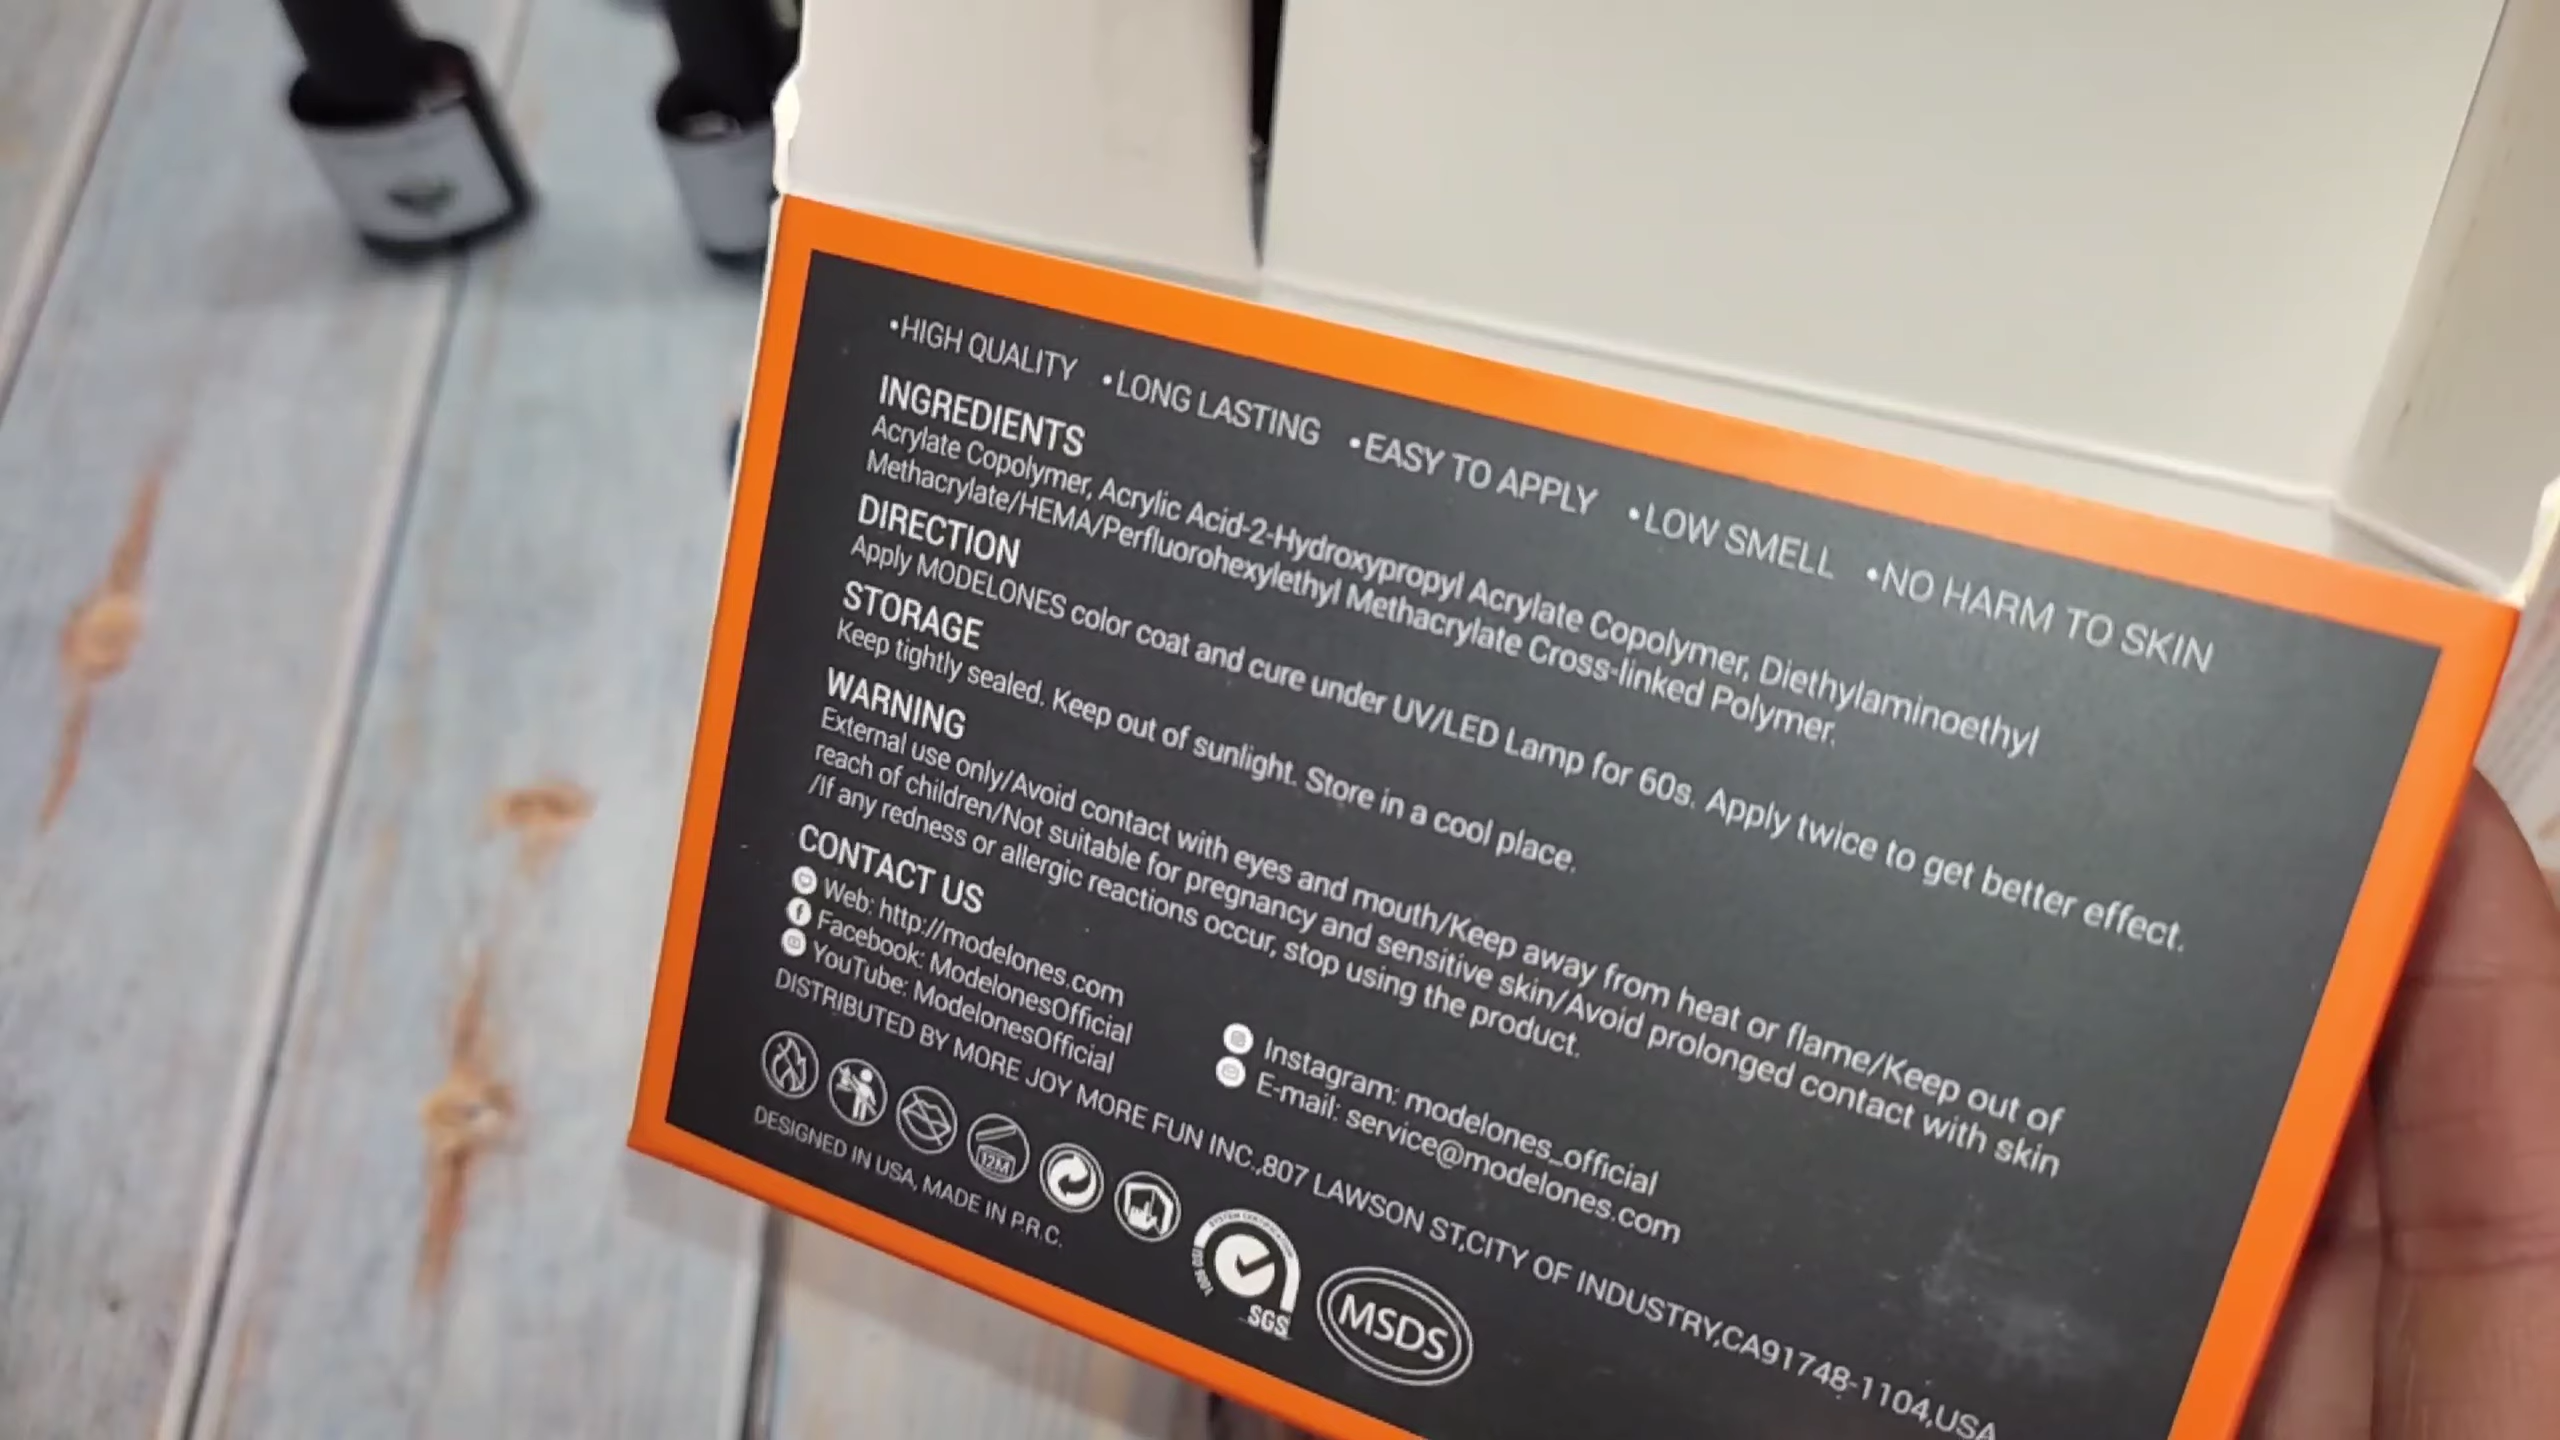 •HIGH QUALITY •LONG LASTING •EASY TO APPLY •LOW SMELL •NO HARM TO SKIN
INGREDIENTS
Acrylate Copolymer, Acrylic Acid-2-Hydroxypropyl Acrylate Copolymer, Diethylaminoethyl
Methacrylate/HEMA/Perfluorohexylethyl Methacrylate Cross-linked Polymer.
DIRECTION
Apply MODELONES color coat and cure under UV/LED Lamp for 60s. Apply twice to get better effect.
STORAGE
Keep tightly sealed. Keep out of sunlight. Store in a cool place.
WARNING
External use only/Avoid contact with eyes and mouth/Keep away from heat or flame/Keep out of
reach of children/Not suitable for pregnancy and sensitive skin/Avoid prolonged contact with skin
/If any redness or allergic reactions occur, stop using the product.
CONTACT US
Web: http://modelones.com
Facebook: ModelonesOfficial
YouTube: ModelonesOfficial
Instagram: modelones_official
E-mail: service@modelones.com
DISTRIBUTED BY MORE JOY MORE FUN INC.,807 LAWSON ST,CITY OF INDUSTRY,CA91748-1104,USA
12M
SGS
MSDS
DESIGNED IN USA, MADE IN P.R.C.